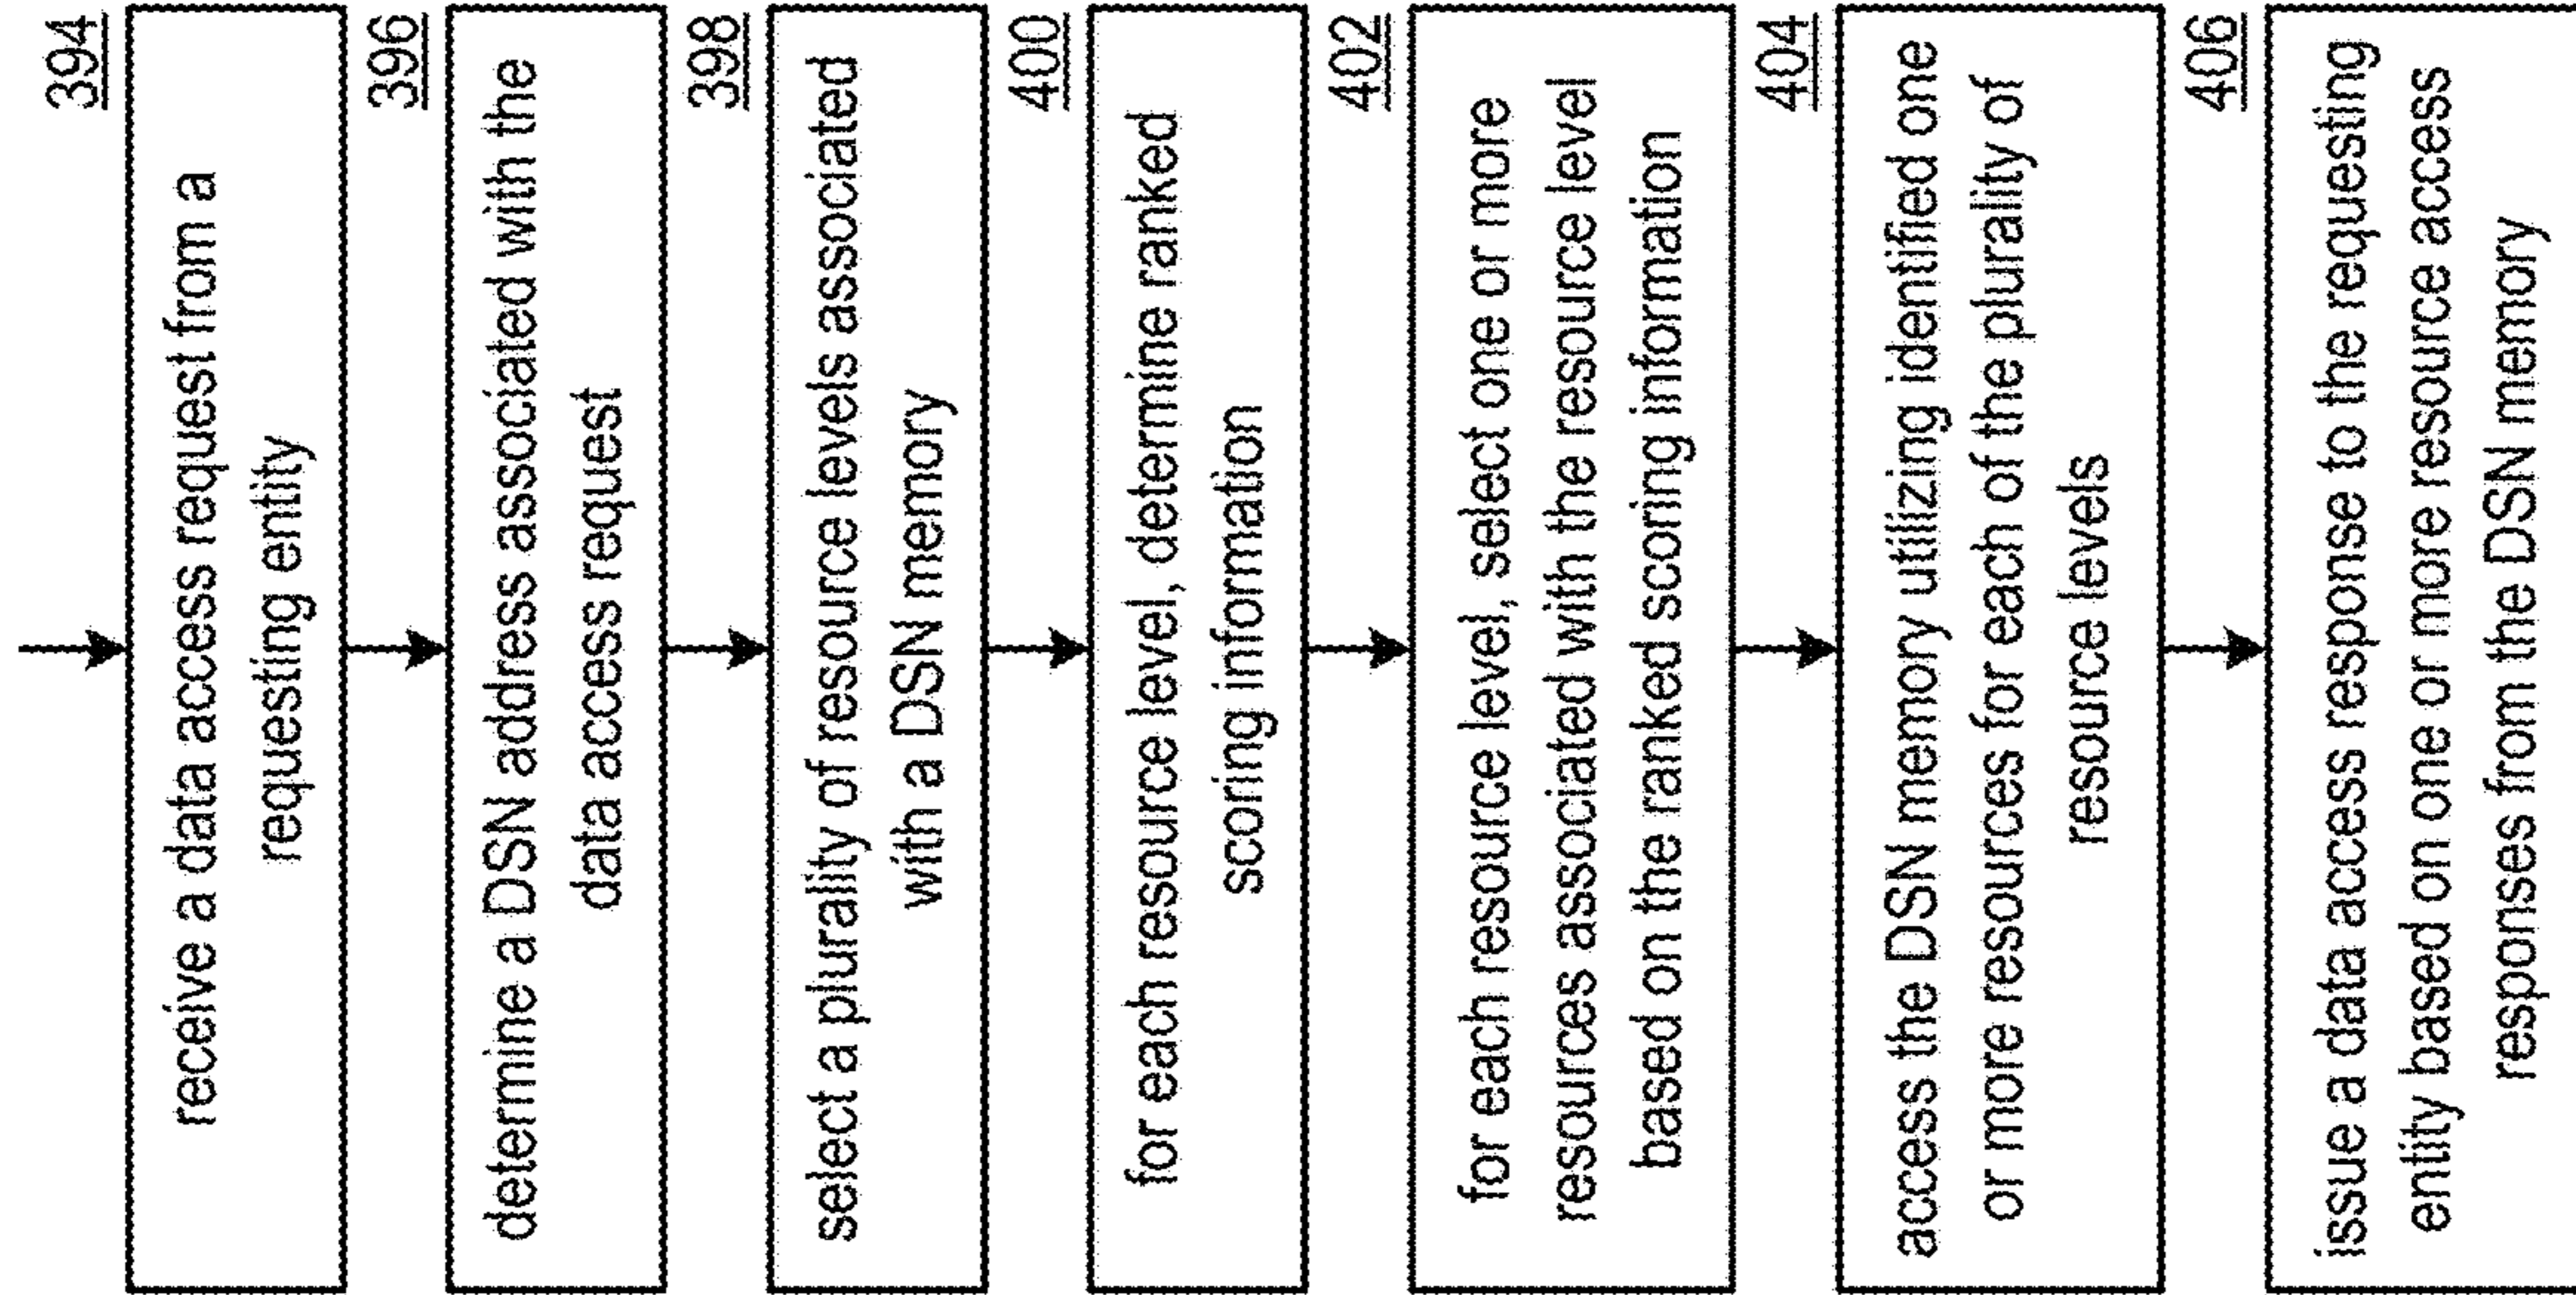 394
receive a data access request from a
requesting entity
396
determine a DSN address associated with the
data access request
398
select a plurality of resource levels associated
with a DSN memory
400
for each resource level, determine ranked
scoring information
402
for each resource level, select one or more
resources associated with the resource level
based on the ranked scoring information
404
access the DSN memory utilizing identified one
or more resources for each of the plurality of
resource levels
406
issue a data access response to the requesting
entity based on one or more resource access
responses from the DSN memory